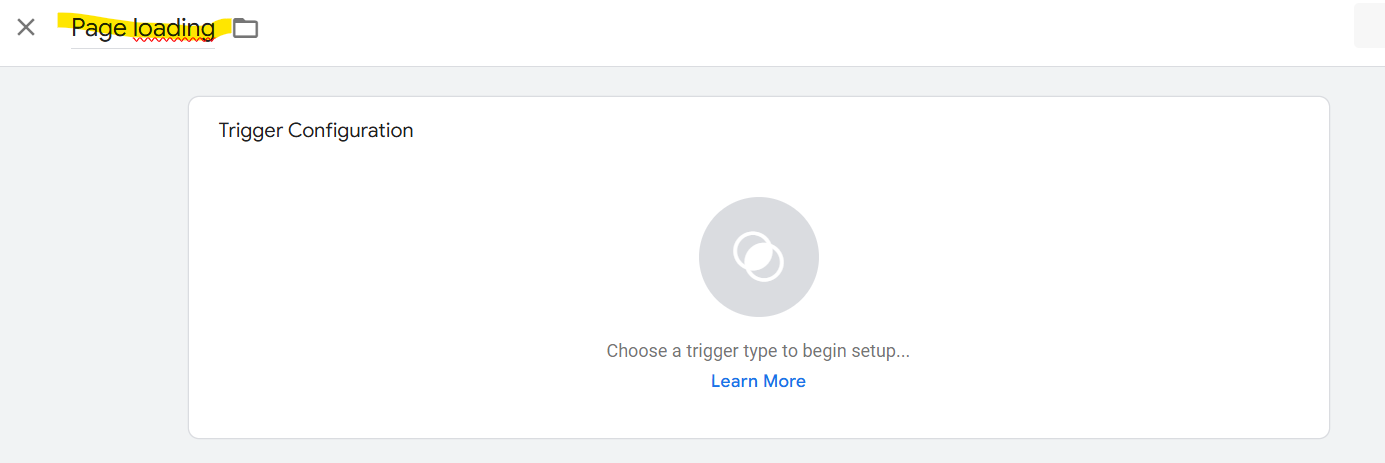 Page loading
Trigger Configuration
Choose a trigger type to begin setup...
Learn More